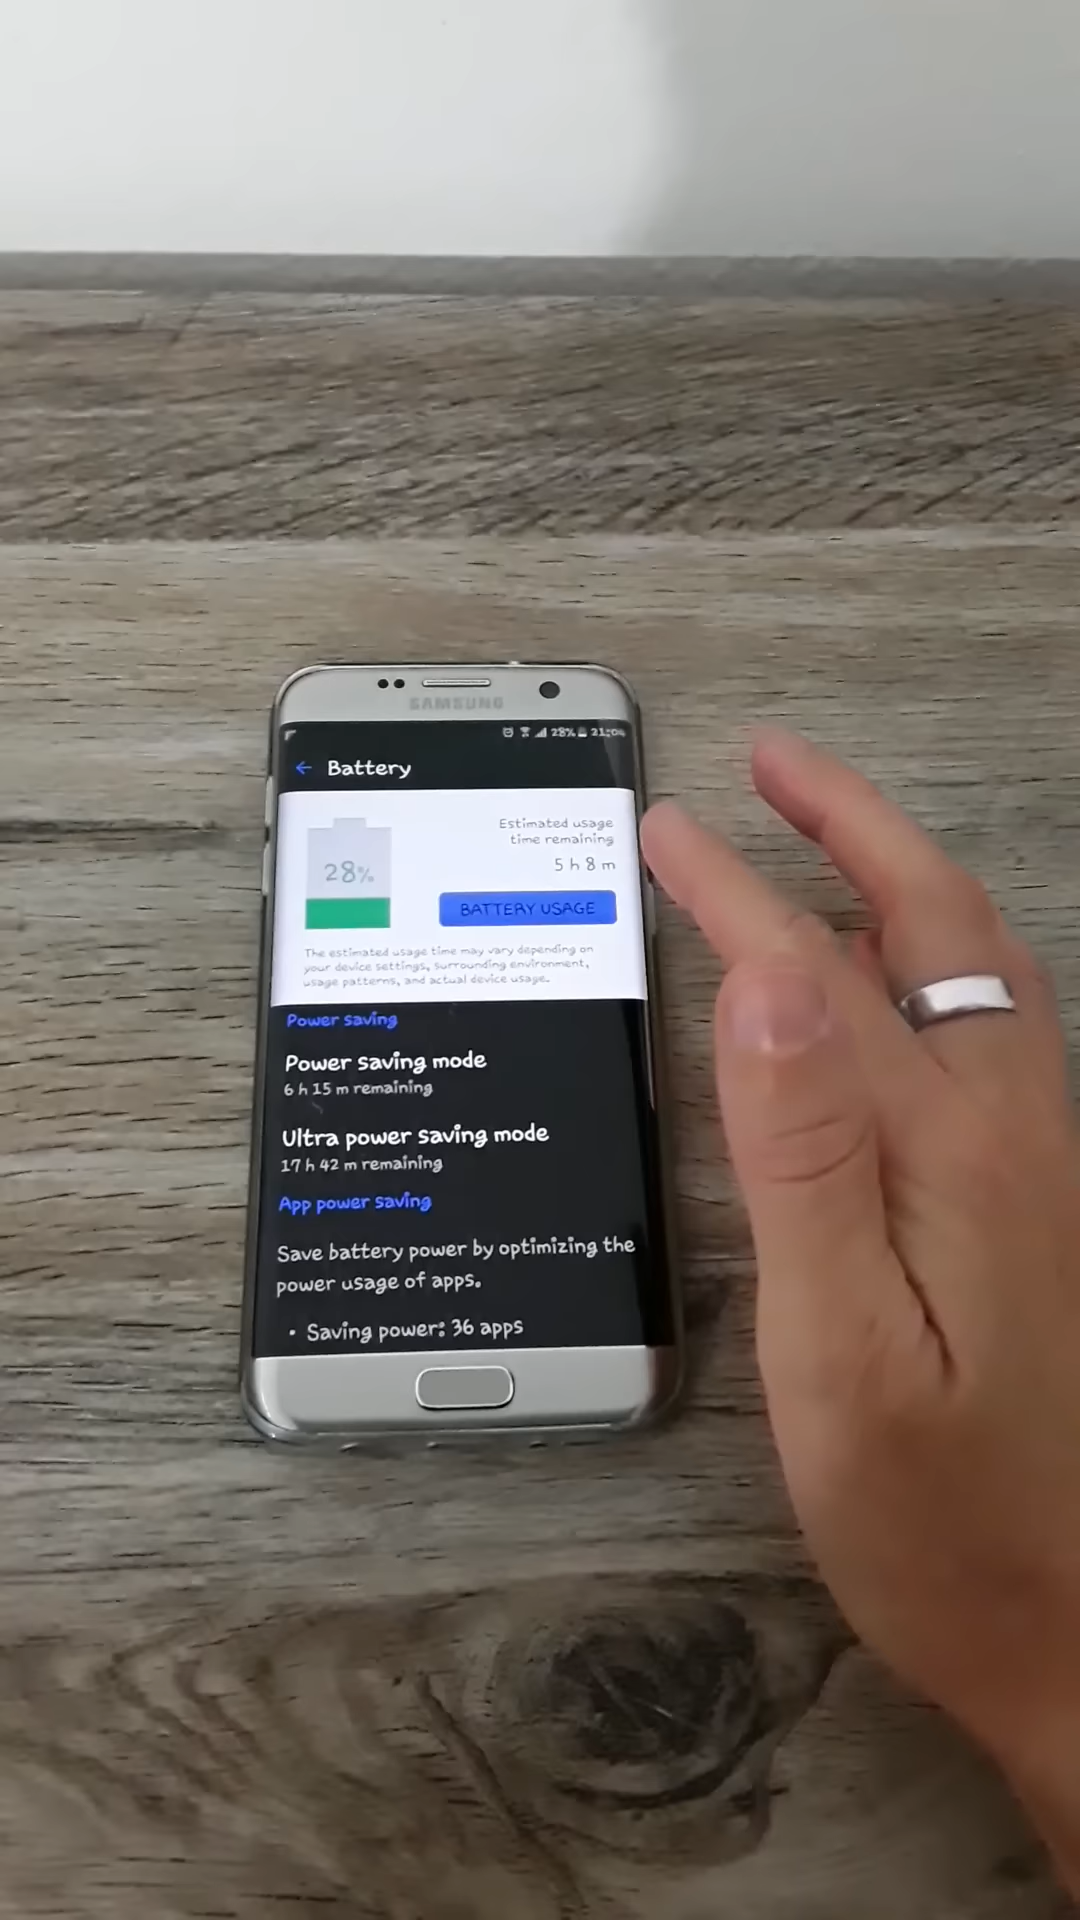 SAMSUNG
28% 21:04
Battery
28%
Estimated usage
time remaining
5 h 8 m
BATTERY USAGE
The estimated usage time may vary depending on
your device settings, surrounding environment,
usage patterns, and actual device usage.
Power saving
Power saving mode
6 h 15 m remaining
Ultra power saving mode
17 h 42 m remaining
App power saving
Save battery power by optimizing the
power usage of apps.
• Saving power: 36 apps